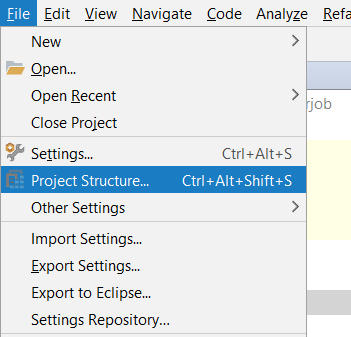 File Edit View Navigate Code Analyze Refa
New
Open...
rjob
Open Recent
Close Project
Settings... Ctrl+Alt+S
Project Structure... Ctrl+Alt+Shift+S
Other Settings
Import Settings...
Export Settings...
Export to Eclipse...
Settings Repository...